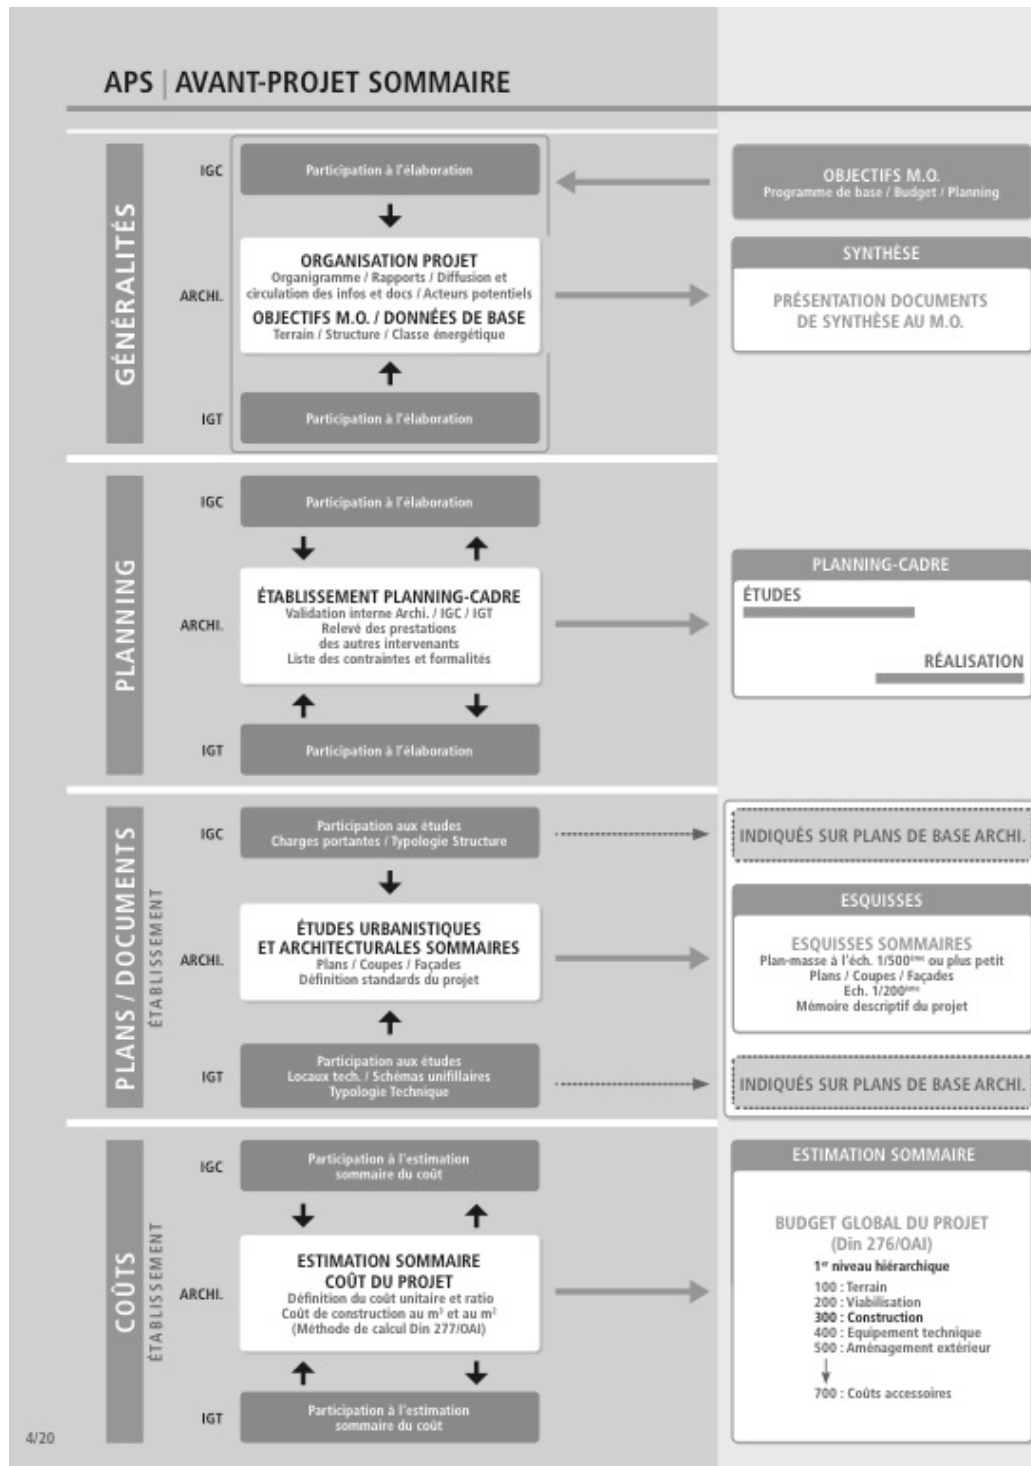 APS | AVANT-PROJET SOMMAIRE
GÉNÉRALITÉS
IGC
Participation à l'élaboration
OBJECTIFS M.O.
Programme de base / Budget / Planning
ARCHI.
ORGANISATION PROJET
Organigramme / Rapports / Diffusion et
circulation des infos et docs / Acteurs potentiels
OBJECTIFS M.O. / DONNÉES DE BASE
Terrain / Structure / Classe énergétique
SYNTHÈSE
PRÉSENTATION DOCUMENTS
DE SYNTHÈSE AU M.O.
IGT
Participation à l'élaboration
PLANNING
IGC
Participation à l'élaboration
ARCHI.
ÉTABLISSEMENT PLANNING-CADRE
Validation interne Archi. / IGC / IGT
Relevé des prestations
des autres intervenants
Liste des contraintes et formalités
PLANNING-CADRE
ÉTUDES
RÉALISATION
IGT
Participation à l'élaboration
PLANS / DOCUMENTS
ÉTABLISSEMENT
IGC
Participation aux études
Charges portantes / Typologie Structure
INDIQUÉS SUR PLANS DE BASE ARCHI.
ARCHI.
ÉTUDES URBANISTIQUES
ET ARCHITECTURALES SOMMAIRES
Plans / Coupes / Façades
Définition standards du projet
ESQUISSES
ESQUISSES SOMMAIRES
Plan-masse à l'éch. 1/500ème ou plus petit
Plans / Coupes / Façades
Ech. 1/200ème
Mémoire descriptif du projet
IGT
Participation aux études
Locaux tech. / Schémas unifillaires
Typologie Technique
INDIQUÉS SUR PLANS DE BASE ARCHI.
COÛTS
ÉTABLISSEMENT
IGC
Participation à l'estimation
sommaire du coût
ARCHI.
ESTIMATION SOMMAIRE
COÛT DU PROJET
Définition du coût unitaire et ratio
Coût de construction au m³ et au m²
(Méthode de calcul Din 277/OAI)
ESTIMATION SOMMAIRE
BUDGET GLOBAL DU PROJET
(Din 276/OAI)
1er niveau hiérarchique
100 : Terrain
200 : Viabilisation
300 : Construction
400 : Equipement technique
500 : Aménagement extérieur
700 : Coûts accessoires
IGT
Participation à l'estimation
sommaire du coût
4/20